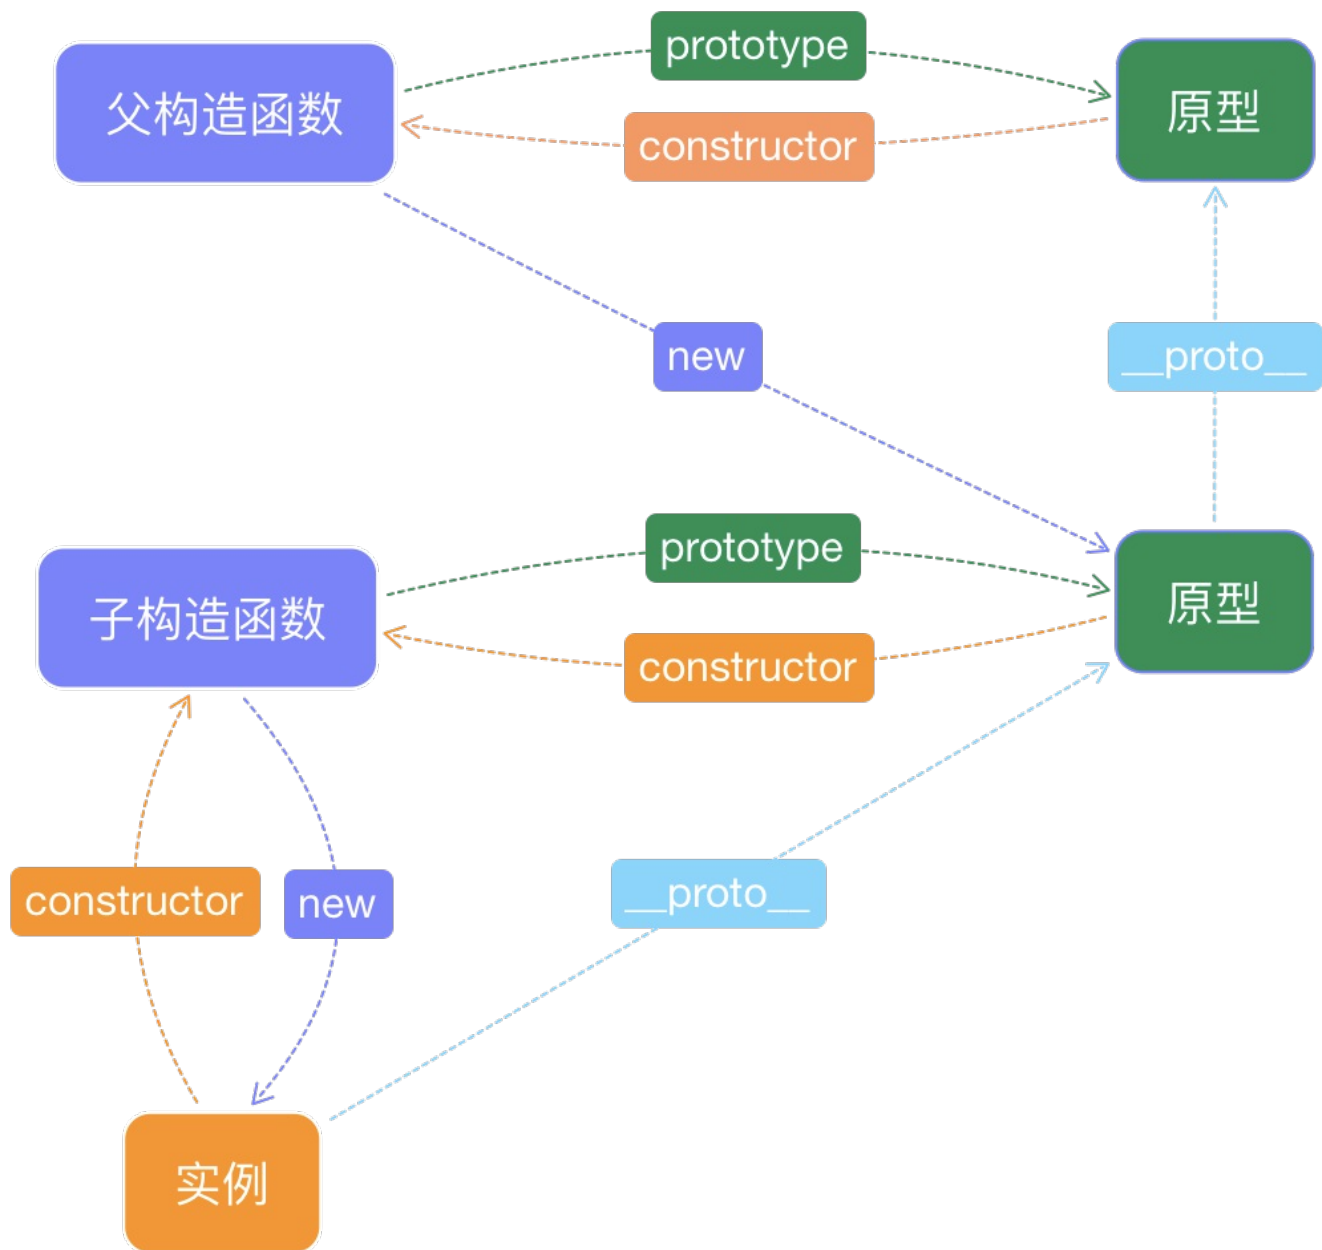 prototype
父构造函数
原型
constructor
new
__proto__
prototype
子构造函数
原型
constructor
constructor
new
__proto__
实例